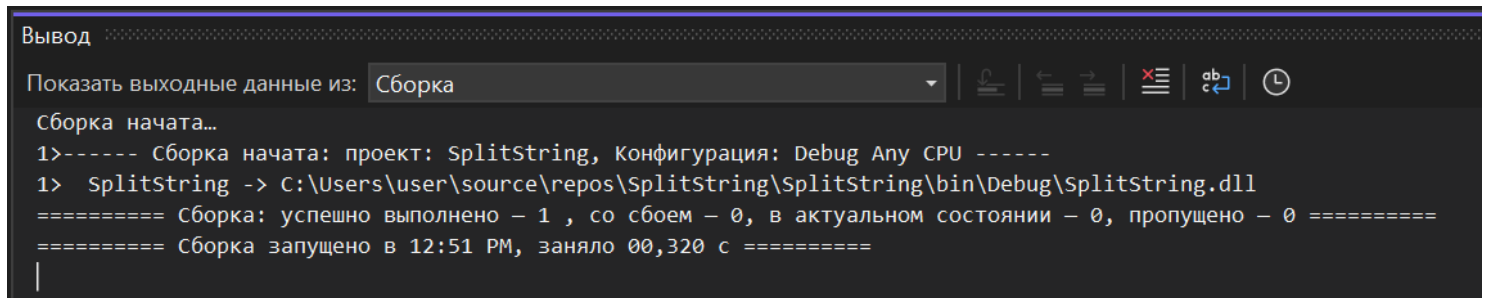 Вывод
Показать выходные данные из: Сборка
Сборка начата…
1>------ Сборка начата: проект: SplitString, Конфигурация: Debug Any CPU ------
1>  SplitString -> C:\Users\user\source\repos\SplitString\SplitString\bin\Debug\SplitString.dll
========== Сборка: успешно выполнено — 1 , со сбоем — 0, в актуальном состоянии — 0, пропущено — 0 ==========
========== Сборка запущено в 12:51 PM, заняло 00,320 с ==========